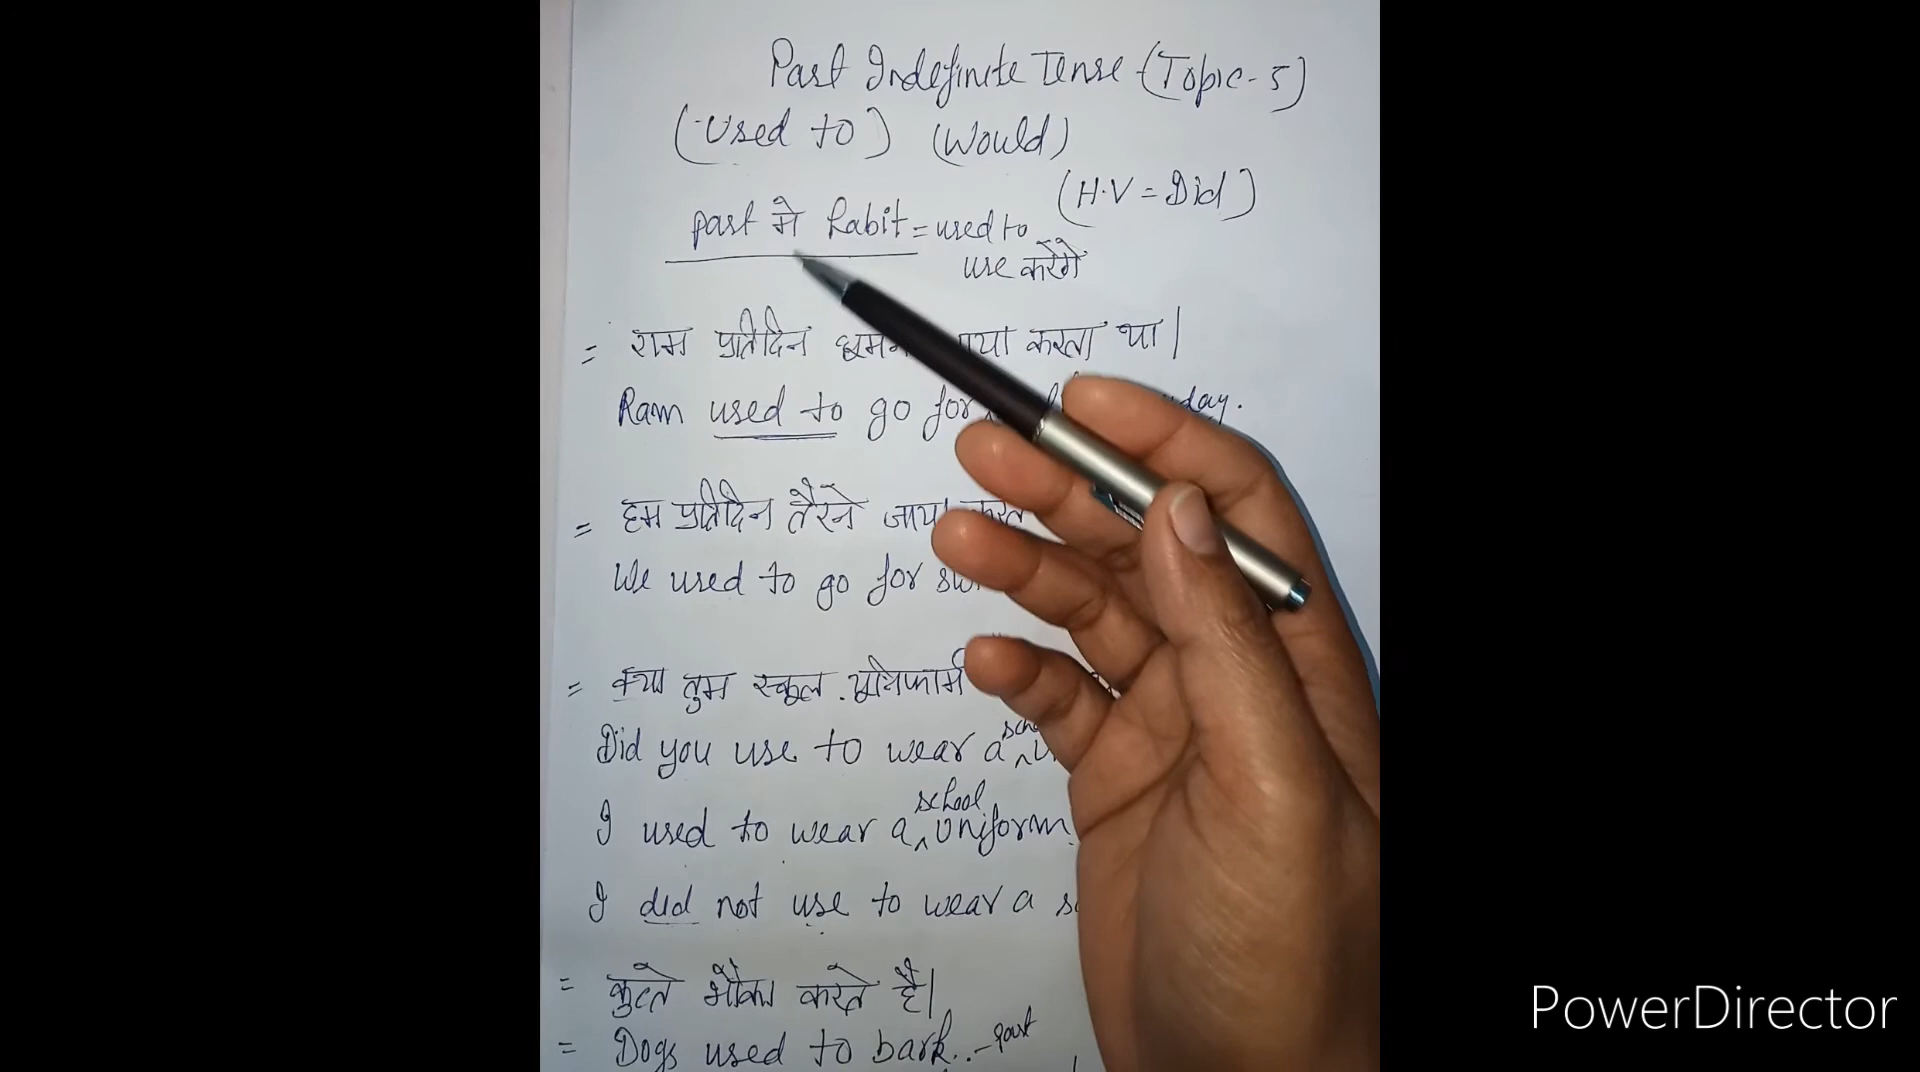 Past Indefinite Tense (Topic-5)
(Used to) (Would)
(H.V = Did)
past मे habit = used to
use करेंगे
= राम प्रतिदिन करता था|
Ram used to go for
= हम प्रतिदिन तैरने
We used to go for
= क्या तुम स्कूल यूनिफार्म
Did you use to wear a
I used to wear a school uniform.
I did not use to wear a
= कुत्ते भौंका करते है|
= Dogs used to bark. - past
PowerDirector